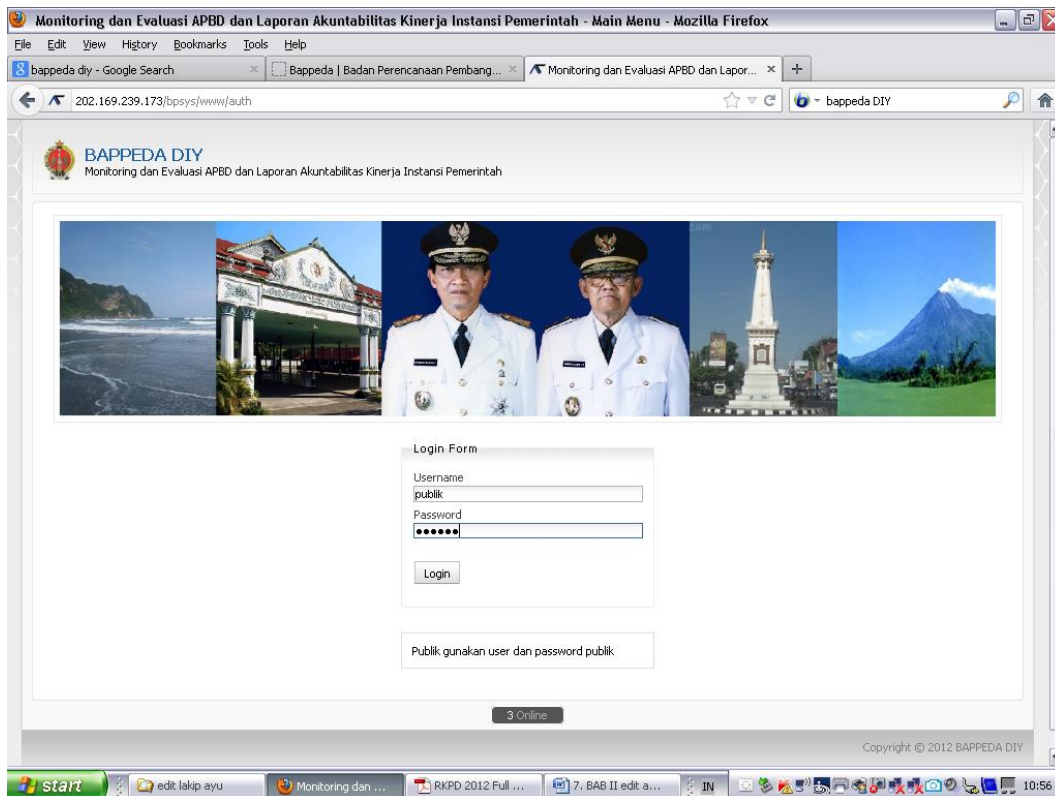 Monitoring dan Evaluasi APBD dan Laporan Akuntabilitas Kinerja Instansi Pemerintah - Main Menu - Mozilla Firefox
File Edit View History Bookmarks Tools Help
bappeda diy - Google Search
Bappeda | Badan Perencanaan Pembang...
Monitoring dan Evaluasi APBD dan Lapor...
202.169.239.173/bpsys/www/auth
bappeda DIY
BAPPEDA DIY
Monitoring dan Evaluasi APBD dan Laporan Akuntabilitas Kinerja Instansi Pemerintah
Login Form
Username
publik
Password
••••••
Login
Publik gunakan user dan password publik
3 Online
Copyright © 2012 BAPPEDA DIY
start
edit lakip ayu
Monitoring dan ...
RKPD 2012 Full ...
7. BAB II edit a...
IN
10:56